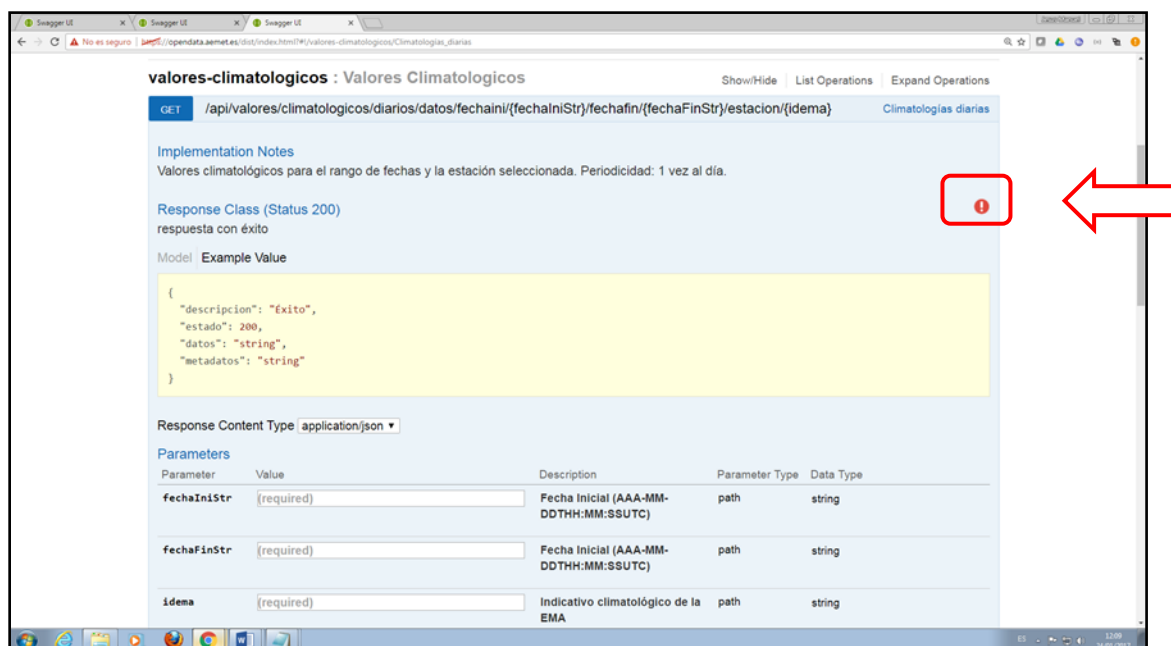 Swagger UI Swagger UI Swagger UI
No es seguro https://opendata.aemet.es/dist/index.html?#!/valores-climatologicos/Climatologías_diarias
valores-climatologicos : Valores Climatologicos Show/Hide List Operations Expand Operations
GET /api/valores/climatologicos/diarios/datos/fechaini/{fechaIniStr}/fechafin/{fechaFinStr}/estacion/{idema} Climatologías diarias
Implementation Notes
Valores climatológicos para el rango de fechas y la estación seleccionada. Periodicidad: 1 vez al día.
Response Class (Status 200)
respuesta con éxito
Model Example Value
{
"descripcion": "Éxito",
"estado": 200,
"datos": "string",
"metadatos": "string"
}
Response Content Type application/json
Parameters
Parameter Value Description Parameter Type Data Type
fechaIniStr (required) Fecha Inicial (AAA-MM-DDTHH:MM:SSUTC) path string
fechaFinStr (required) Fecha Inicial (AAA-MM-DDTHH:MM:SSUTC) path string
idema (required) Indicativo climatológico de la EMA path string
ES 12:09